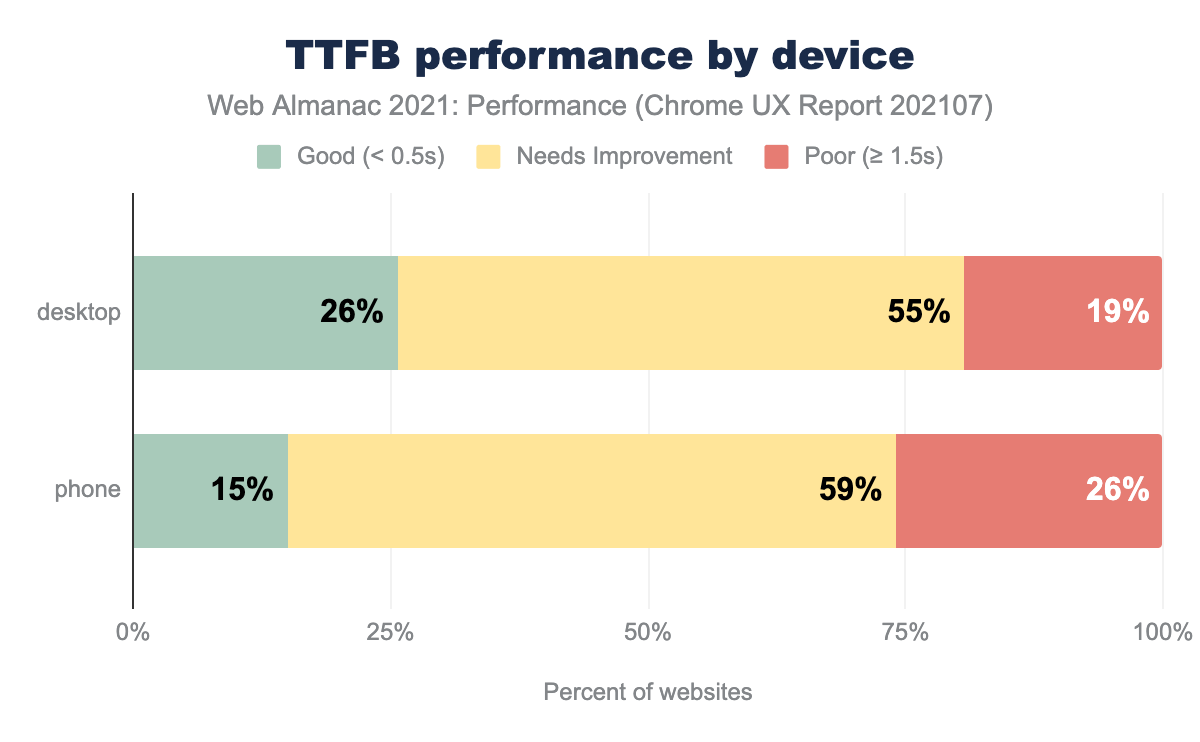 TTFB performance by device
Web Almanac 2021: Performance (Chrome UX Report 202107)
Good (< 0.5s) Needs Improvement Poor (≥ 1.5s)
desktop 26% 55% 19%
phone 15% 59% 26%
0% 25% 50% 75% 100%
Percent of websites